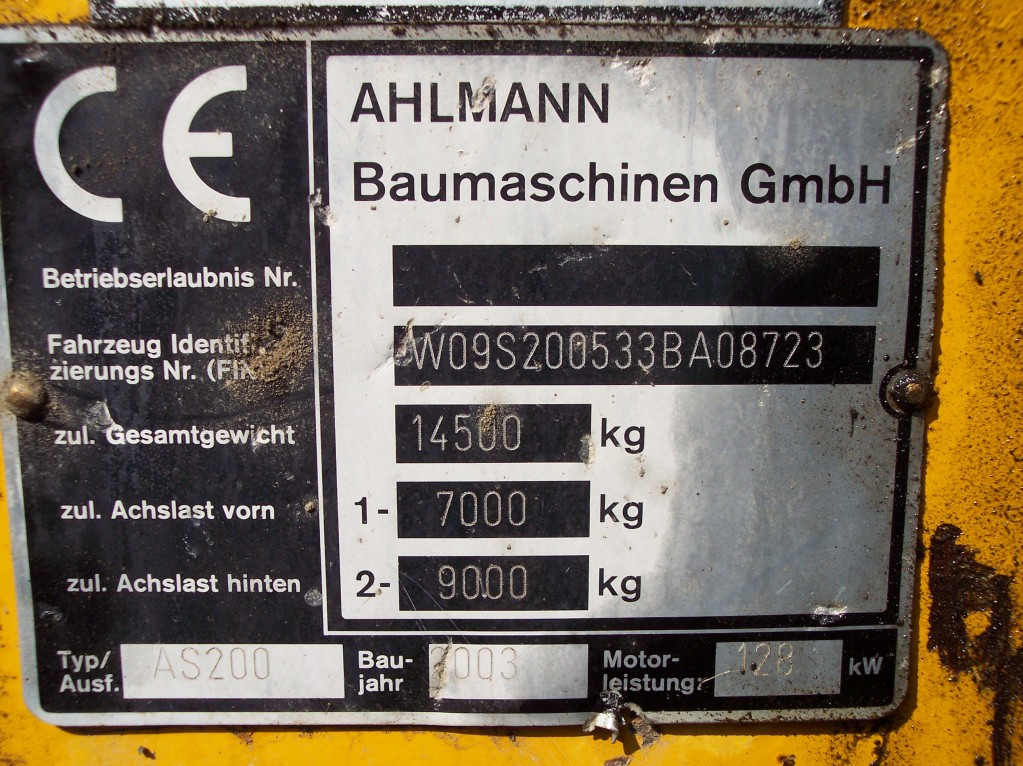 CE
AHLMANN
Baumaschinen GmbH
Betriebserlaubnis Nr.
Fahrzeug Identifi-
zierungs Nr. (FIN)
W09S200533BA08723
zul. Gesamtgewicht 14500 kg
zul. Achslast vorn 1- 7000 kg
zul. Achslast hinten 2- 9000 kg
Typ/
Ausf. AS200
Bau-
jahr 2003
Motor-
leistung: 128 kW